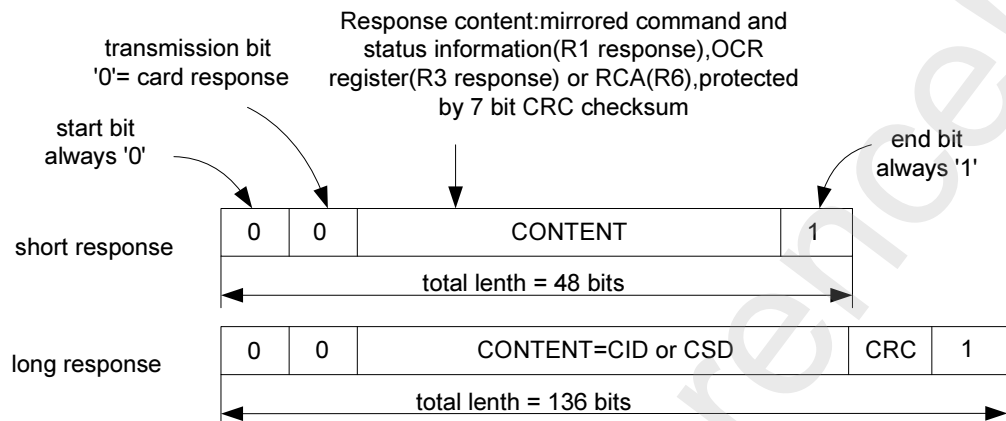 Response content:mirrored command and
status information(R1 response),OCR
register(R3 response) or RCA(R6),protected
by 7 bit CRC checksum
transmission bit
'0'= card response
start bit
always '0'
end bit
always '1'
short response
0 0 CONTENT 1
total lenth = 48 bits
long response
0 0 CONTENT=CID or CSD CRC 1
total lenth = 136 bits